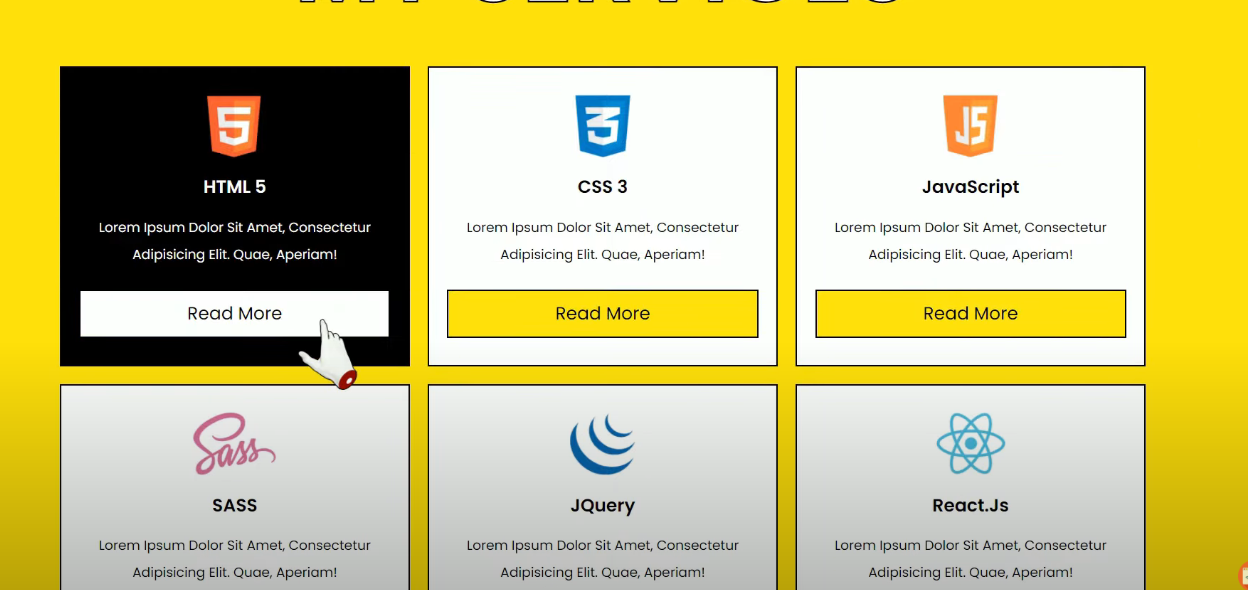 MY SERVICES
5
HTML 5
Lorem Ipsum Dolor Sit Amet, Consectetur
Adipisicing Elit. Quae, Aperiam!
Read More
3
CSS 3
Lorem Ipsum Dolor Sit Amet, Consectetur
Adipisicing Elit. Quae, Aperiam!
Read More
JS
JavaScript
Lorem Ipsum Dolor Sit Amet, Consectetur
Adipisicing Elit. Quae, Aperiam!
Read More
Sass
SASS
Lorem Ipsum Dolor Sit Amet, Consectetur
Adipisicing Elit. Quae, Aperiam!
JQuery
Lorem Ipsum Dolor Sit Amet, Consectetur
Adipisicing Elit. Quae, Aperiam!
React.Js
Lorem Ipsum Dolor Sit Amet, Consectetur
Adipisicing Elit. Quae, Aperiam!